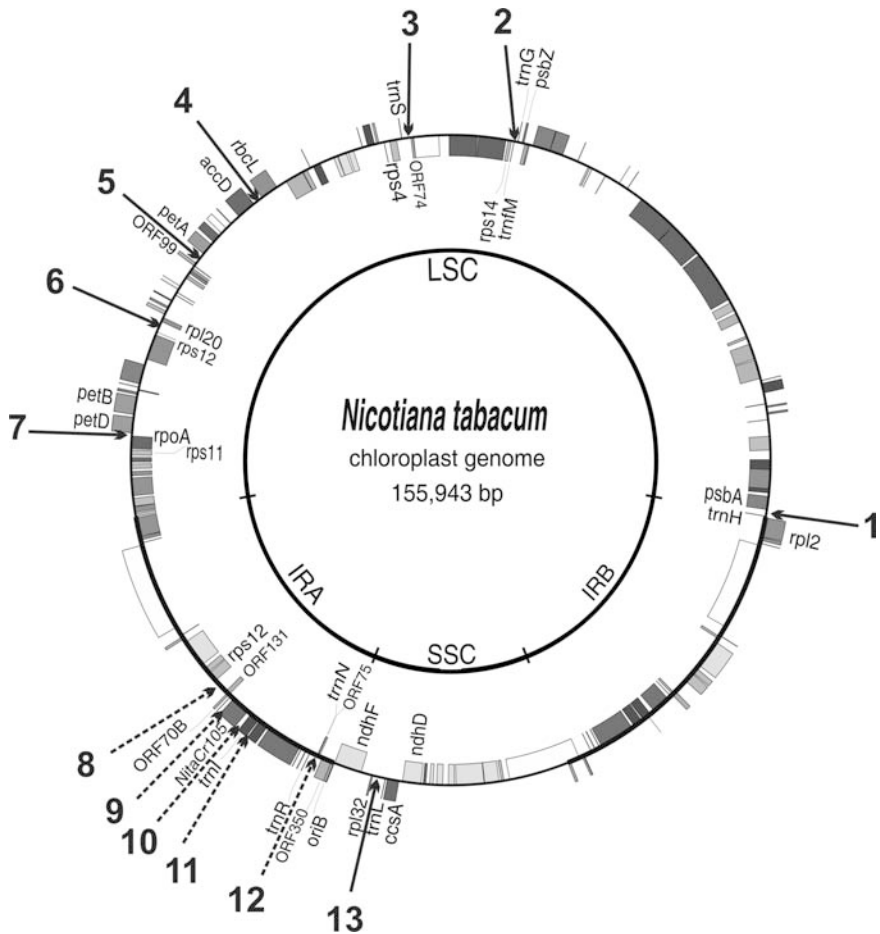 2
3
trnG
psbZ
trnS
4
rbcL
accD
rps4
ORF74
rps14
trnfM
5
petA
ORF99
LSC
6
rpl20
rps12
Nicotiana tabacum
chloroplast genome
155,943 bp
petB
petD
7
rpoA
rps11
psbA
trnH
1
rpl2
IRA
IRB
SSC
rps12
ORF131
trnN
ORF75
ndhF
ndhD
8
ORF70B
NitaCr105
trnI
9
10
11
trnR
ORF350
oriB
rpl32
trnL
ccsA
12
13